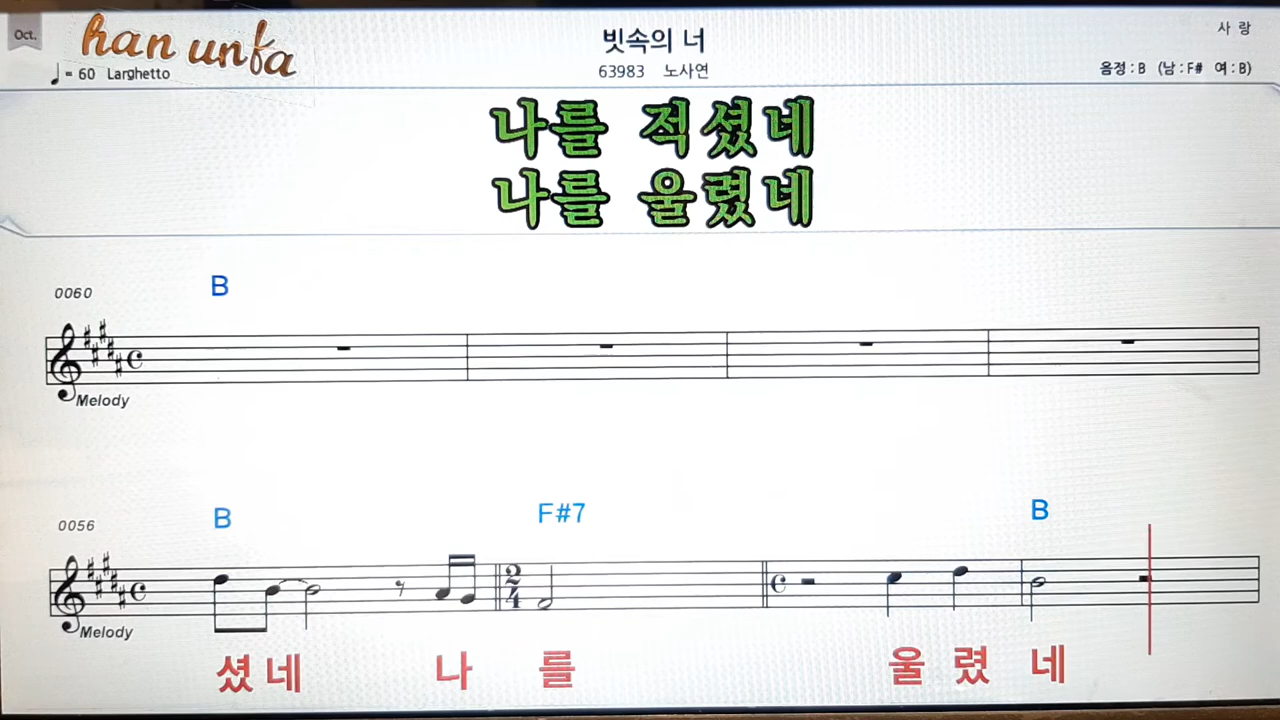 Oct.
han unfa
빗속의 너
사 랑
♩ = 60 Larghetto
63983 노사연
음정 : B (남 : F# 여 : B)
나를 적셨네
나를 울렸네
0060
B
Melody
0056
B F#7 B
2
4
Melody
셨 네 나 를 울 렸 네